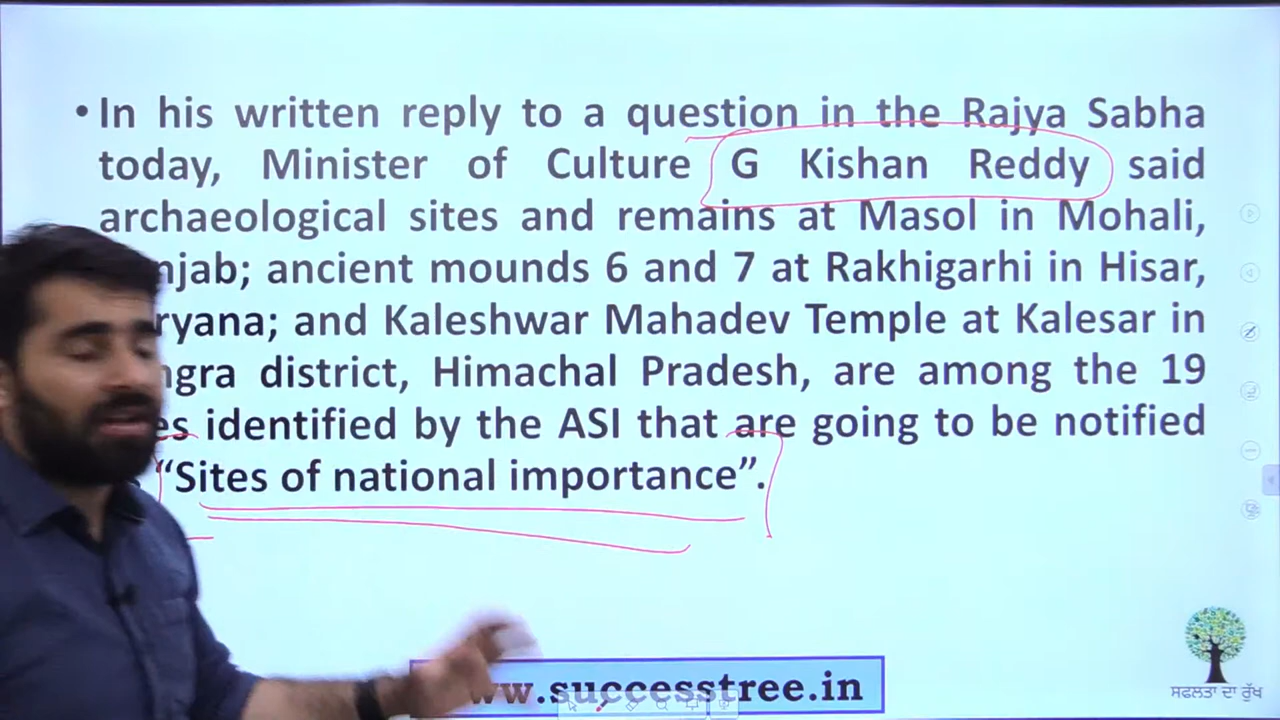 • In his written reply to a question in the Rajya Sabha
today, Minister of Culture G Kishan Reddy said
archaeological sites and remains at Masol in Mohali,
njab; ancient mounds 6 and 7 at Rakhigarhi in Hisar,
ryana; and Kaleshwar Mahadev Temple at Kalesar in
ngra district, Himachal Pradesh, are among the 19
es identified by the ASI that are going to be notified
“Sites of national importance”.
ww.successtree.in
ਸਫਲਤਾ ਦਾ ਰੁੱਖ